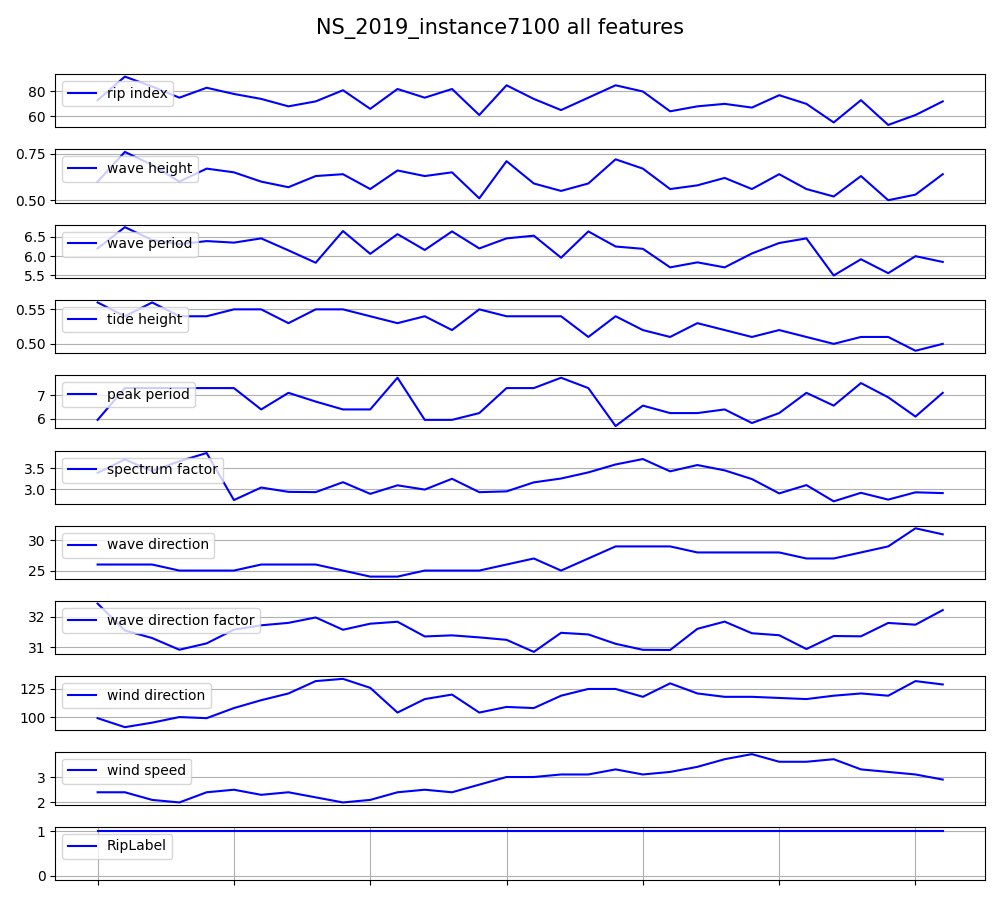 NS_2019_instance7100 all features
80
60
rip index
0.75
0.50
wave height
6.5
6.0
5.5
wave period
0.55
0.50
tide height
7
6
peak period
3.5
3.0
spectrum factor
30
25
wave direction
32
31
wave direction factor
125
100
wind direction
3
2
wind speed
1
0
RipLabel